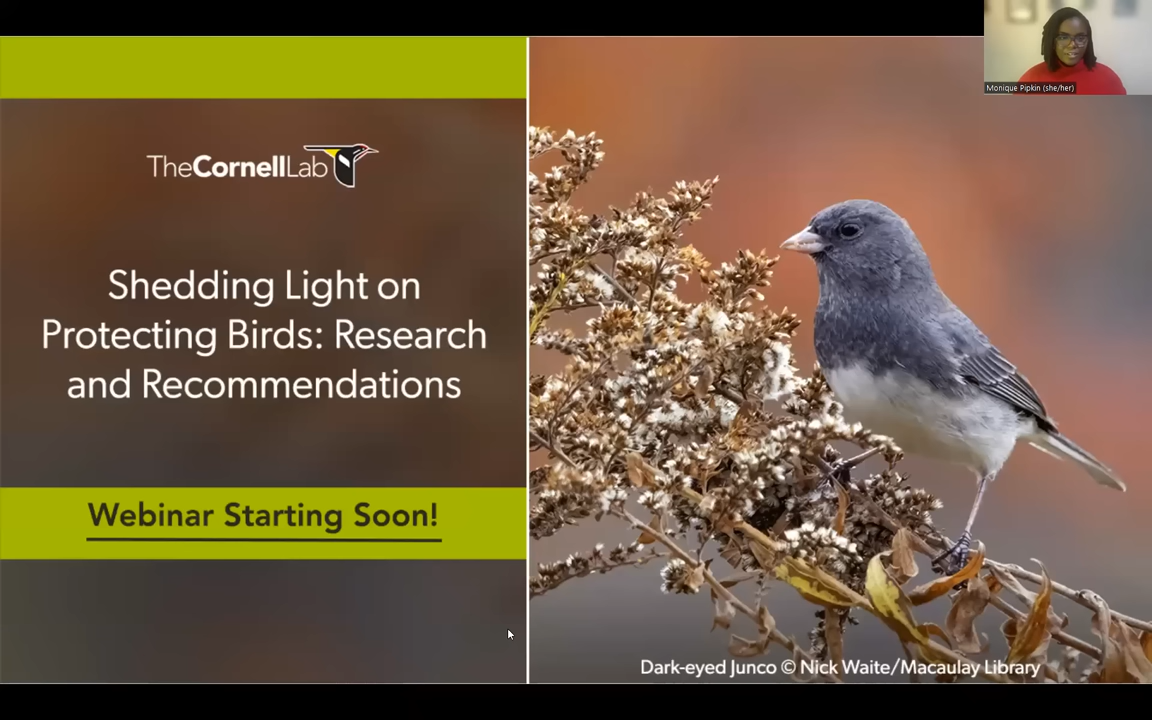 TheCornellLab
Shedding Light on
Protecting Birds: Research
and Recommendations
Webinar Starting Soon!
Monique Pipkin (she/her)
Dark-eyed Junco © Nick Waite/Macaulay Library